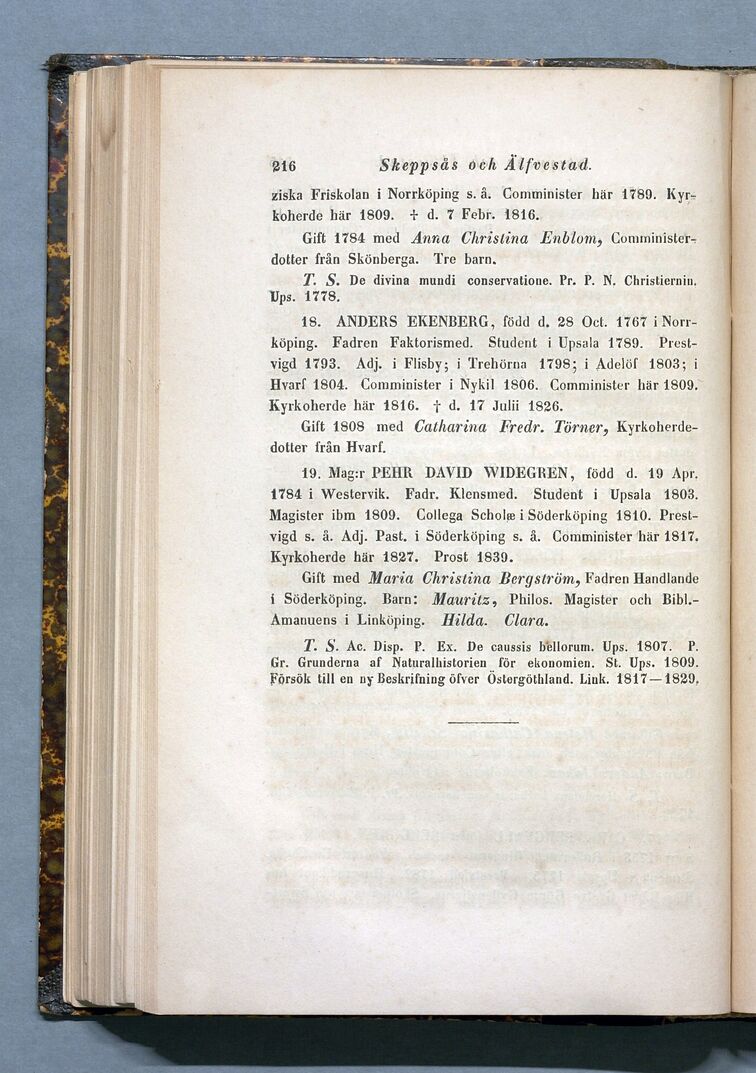 216 Skeppsås och Älfvestad.
ziska Friskolan i Norrköping s. å. Comminister här 1789. Kyr-
koherde här 1809. † d. 7 Febr. 1816.
Gift 1784 med Anna Christina Enblom, Comminister-
dotter från Skönberga. Tre barn.
T. S. De divina mundi conservatione. Pr. P. N. Christiernin.
Ups. 1778.
18. ANDERS EKENBERG, född d. 28 Oct. 1767 i Norr-
köping. Fadren Faktorismed. Student i Upsala 1789. Prest-
vigd 1793. Adj. i Flisby; i Trehörna 1798; i Adelöf 1803; i
Hvarf 1804. Comminister i Nykil 1806. Comminister här 1809.
Kyrkoherde här 1816. † d. 17 Julii 1826.
Gift 1808 med Catharina Fredr. Törner, Kyrkoherde-
dotter från Hvarf.
19. Mag:r PEHR DAVID WIDEGREN, född d. 19 Apr.
1784 i Westervik. Fadr. Klensmed. Student i Upsala 1803.
Magister ibm 1809. Collega Scholæ i Söderköping 1810. Prest-
vigd s. å. Adj. Past. i Söderköping s. å. Comminister här 1817.
Kyrkoherde här 1827. Prost 1839.
Gift med Maria Christina Bergström, Fadren Handlande
i Söderköping. Barn: Mauritz, Philos. Magister och Bibl.-
Amanuens i Linköping. Hilda. Clara.
T. S. Ac. Disp. P. Ex. De caussis bellorum. Ups. 1807. P.
Gr. Grunderna af Naturalhistorien för ekonomien. St. Ups. 1809.
Försök till en ny Beskrifning öfver Östergöthland. Link. 1817—1829.